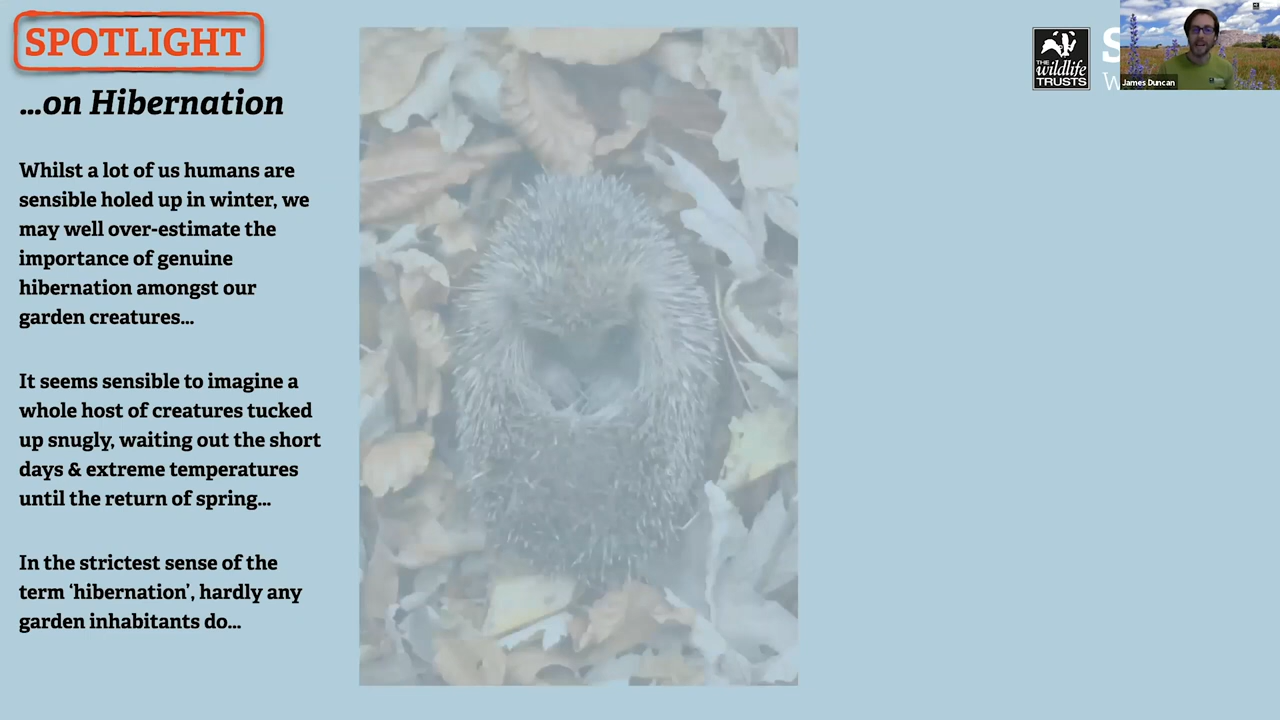 SPOTLIGHT
...on Hibernation
Whilst a lot of us humans are
sensible holed up in winter, we
may well over-estimate the
importance of genuine
hibernation amongst our
garden creatures...
It seems sensible to imagine a
whole host of creatures tucked
up snugly, waiting out the short
days & extreme temperatures
until the return of spring...
In the strictest sense of the
term ‘hibernation’, hardly any
garden inhabitants do...
THE
wildlife
TRUSTS
S
W
James Duncan